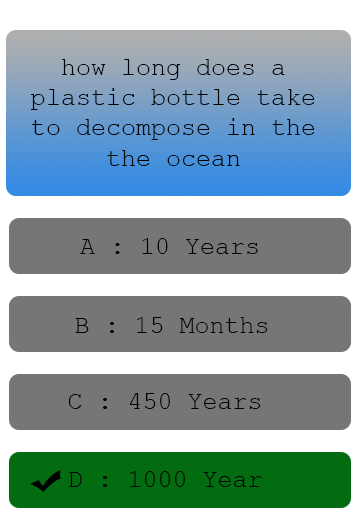 how long does a
plastic bottle take
to decompose in the
the ocean
A : 10 Years
B : 15 Months
C : 450 Years
D : 1000 Year